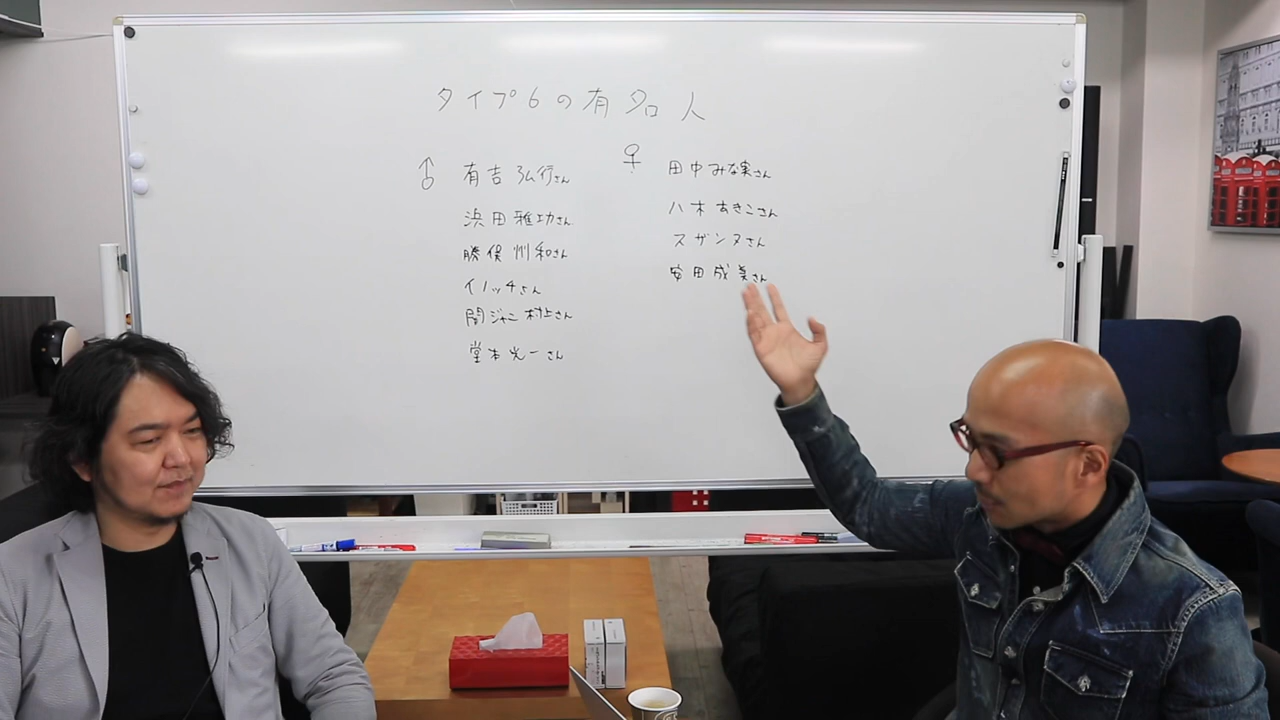 タイプ6の有名人
♂ 有吉弘行さん
浜田雅功さん
勝俣州和さん
イノッチさん
関ジャニ村上さん
堂本光一さん
♀ 田中みな実さん
八木あきこさん
スザンヌさん
安田成美さん